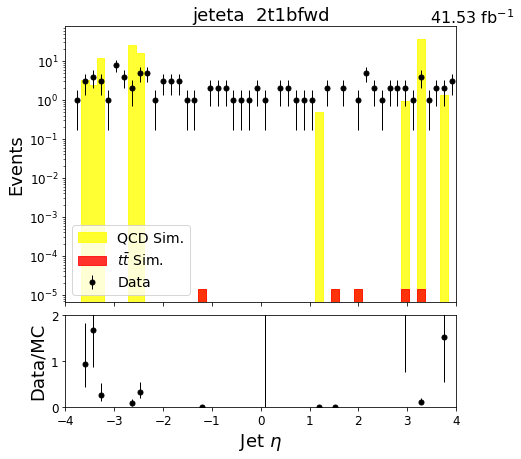 jeteta 2t1bfwd
41.53 fb⁻¹
Events
10¹
10⁰
10⁻¹
10⁻²
10⁻³
10⁻⁴
10⁻⁵
QCD Sim.
tt̄ Sim.
Data
Data/MC
2
1
0
−4 −3 −2 −1 0 1 2 3 4
Jet η